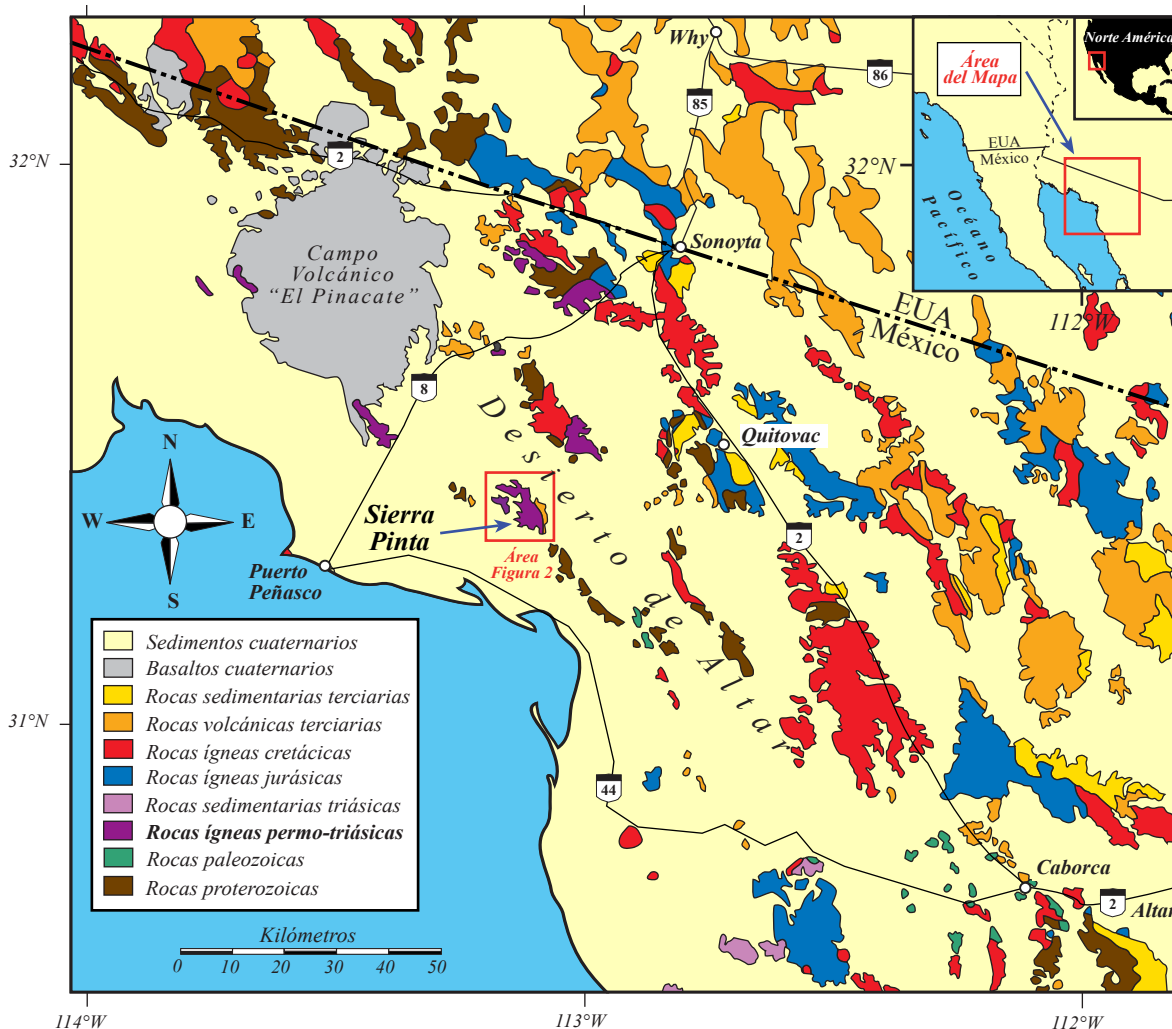 Why
86
85
2
32°N
32°N
Norte América
Área
del Mapa
EUA
México
Océano
Pacífico
112°W
Sonoyta
Campo
Volcánico
“El Pinacate”
EUA
México
8
Desierto de Altar
Quitovac
N
W
E
S
Sierra
Pinta
Área
Figura 2
2
Puerto
Peñasco
Sedimentos cuaternarios
Basaltos cuaternarios
Rocas sedimentarias terciarias
Rocas volcánicas terciarias
Rocas ígneas cretácicas
Rocas ígneas jurásicas
Rocas sedimentarias triásicas
Rocas ígneas permo-triásicas
Rocas paleozoicas
Rocas proterozoicas
31°N
44
Caborca
2
Altar
Kilómetros
0 10 20 30 40 50
114°W
113°W
112°W